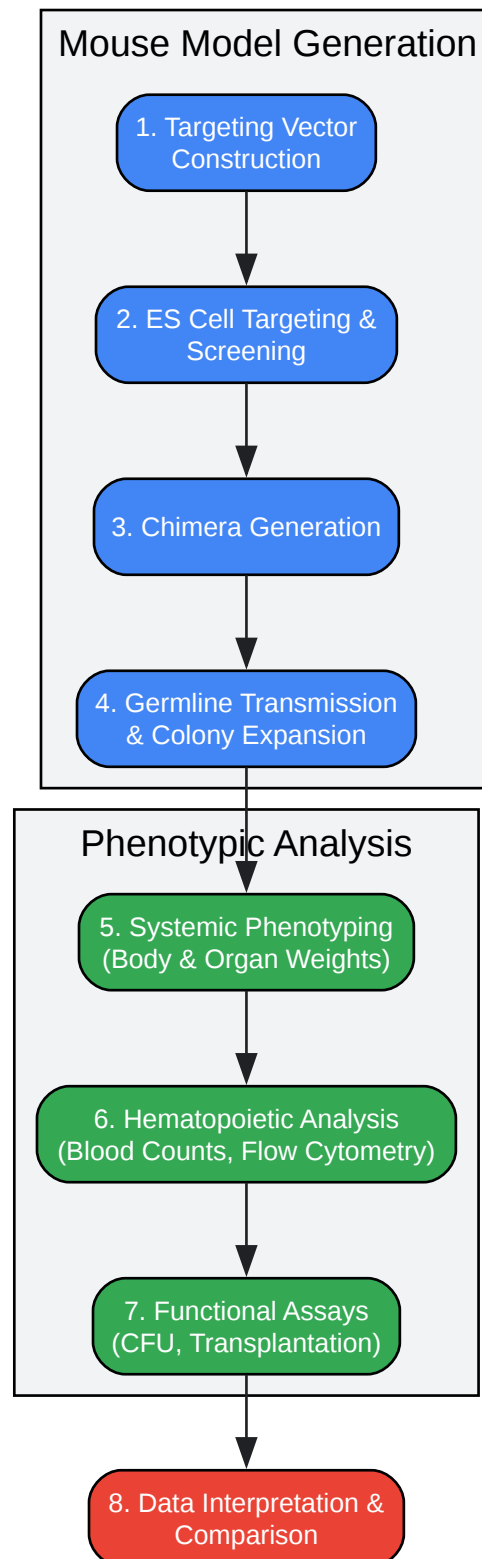 Mouse Model Generation
1. Targeting Vector
Construction
2. ES Cell Targeting &
Screening
3. Chimera Generation
4. Germline Transmission
& Colony Expansion
Phenotypic Analysis
5. Systemic Phenotyping
(Body & Organ Weights)
6. Hematopoietic Analysis
(Blood Counts, Flow Cytometry)
7. Functional Assays
(CFU, Transplantation)
8. Data Interpretation &
Comparison